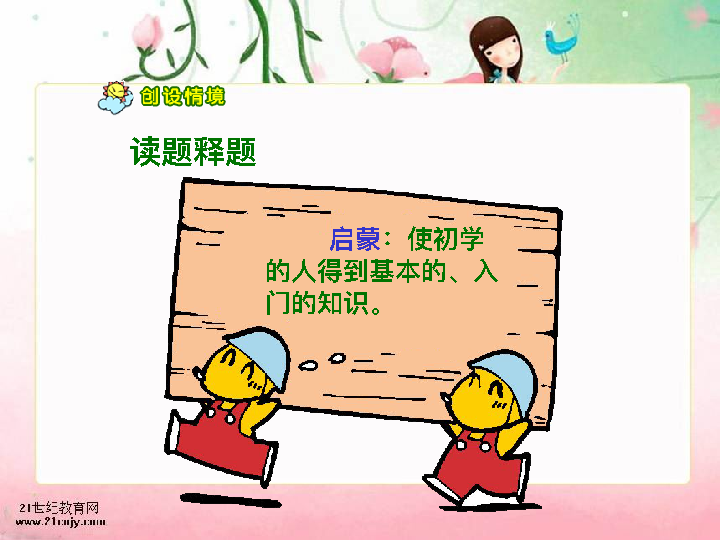 创设情境
读题释题
启蒙：使初学
的人得到基本的、入
门的知识。
21世纪教育网
www.21cnjy.com